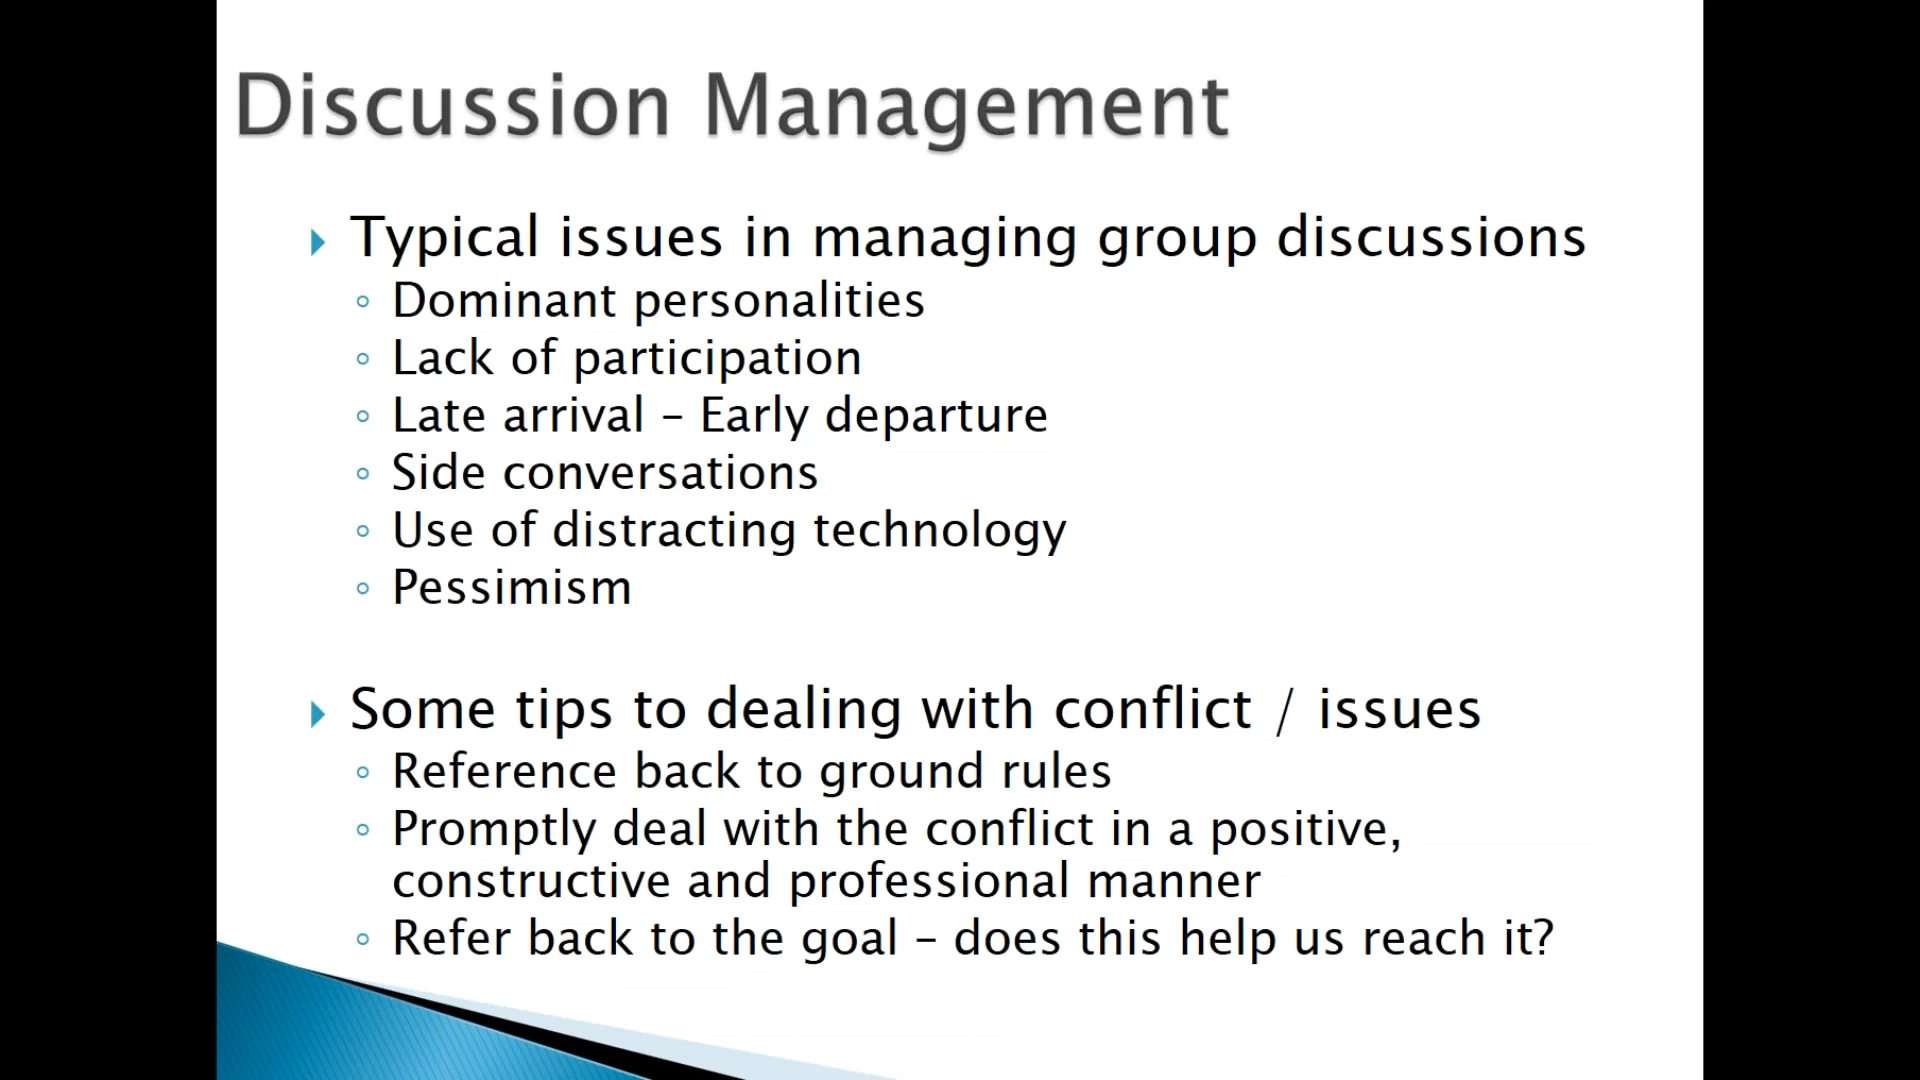 Discussion Management
Typical issues in managing group discussions
Dominant personalities
Lack of participation
Late arrival – Early departure
Side conversations
Use of distracting technology
Pessimism
Some tips to dealing with conflict / issues
Reference back to ground rules
Promptly deal with the conflict in a positive,
constructive and professional manner
Refer back to the goal – does this help us reach it?